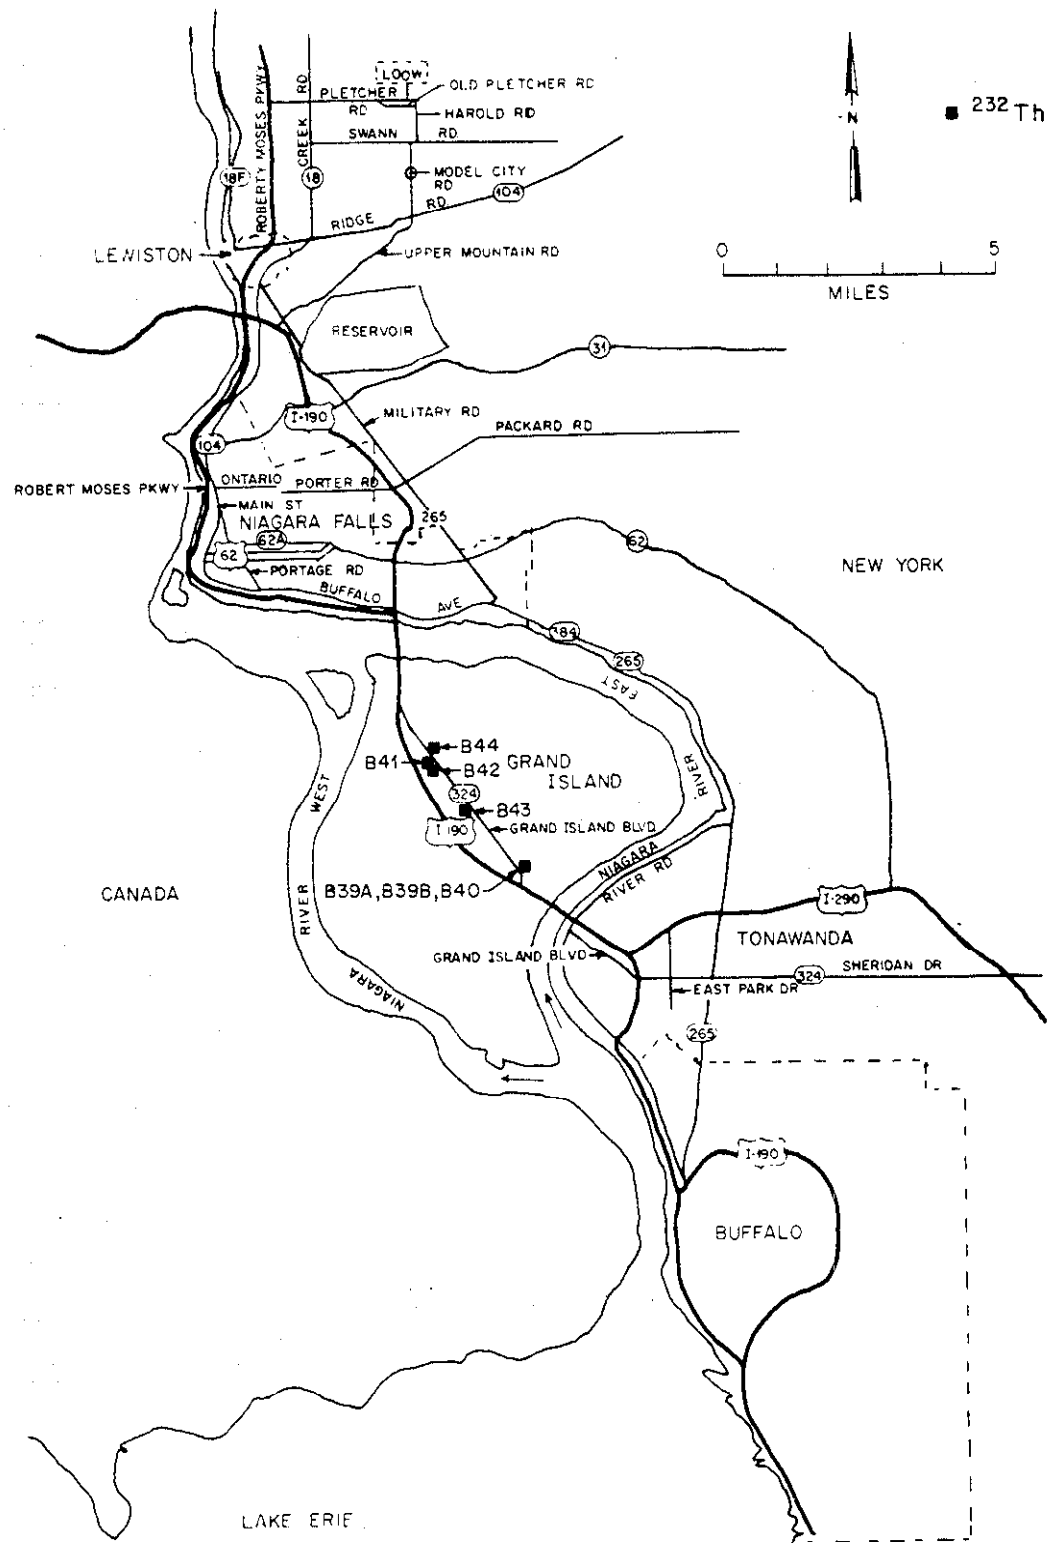 LOOW
OLD PLETCHER RD
PLETCHER
RD
HAROLD RD
SWANN RD.
ROBERTY MOSES PKWY
CREEK RD
MODEL CITY
RD
18F
18
104
RIDGE RD
LEWISTON
UPPER MOUNTAIN RD
N
232 Th
0 5
MILES
RESERVOIR
31
I-190
MILITARY RD
PACKARD RD
104
ROBERT MOSES PKWY
ONTARIO
PORTER RD
MAIN ST
NIAGARA FALLS
265
62A
62
62
PORTAGE RD
BUFFALO AVE
NEW YORK
384
265
EAST
RIVER
B44
B41
B42
GRAND
ISLAND
324
B43
I-190
GRAND ISLAND BLVD
WEST
RIVER
NIAGARA
NIAGARA
RIVER RD
B39A,B39B,B40
CANADA
I-290
TONAWANDA
GRAND ISLAND BLVD
324
SHERIDAN DR
EAST PARK DR
265
I-190
BUFFALO
LAKE ERIE